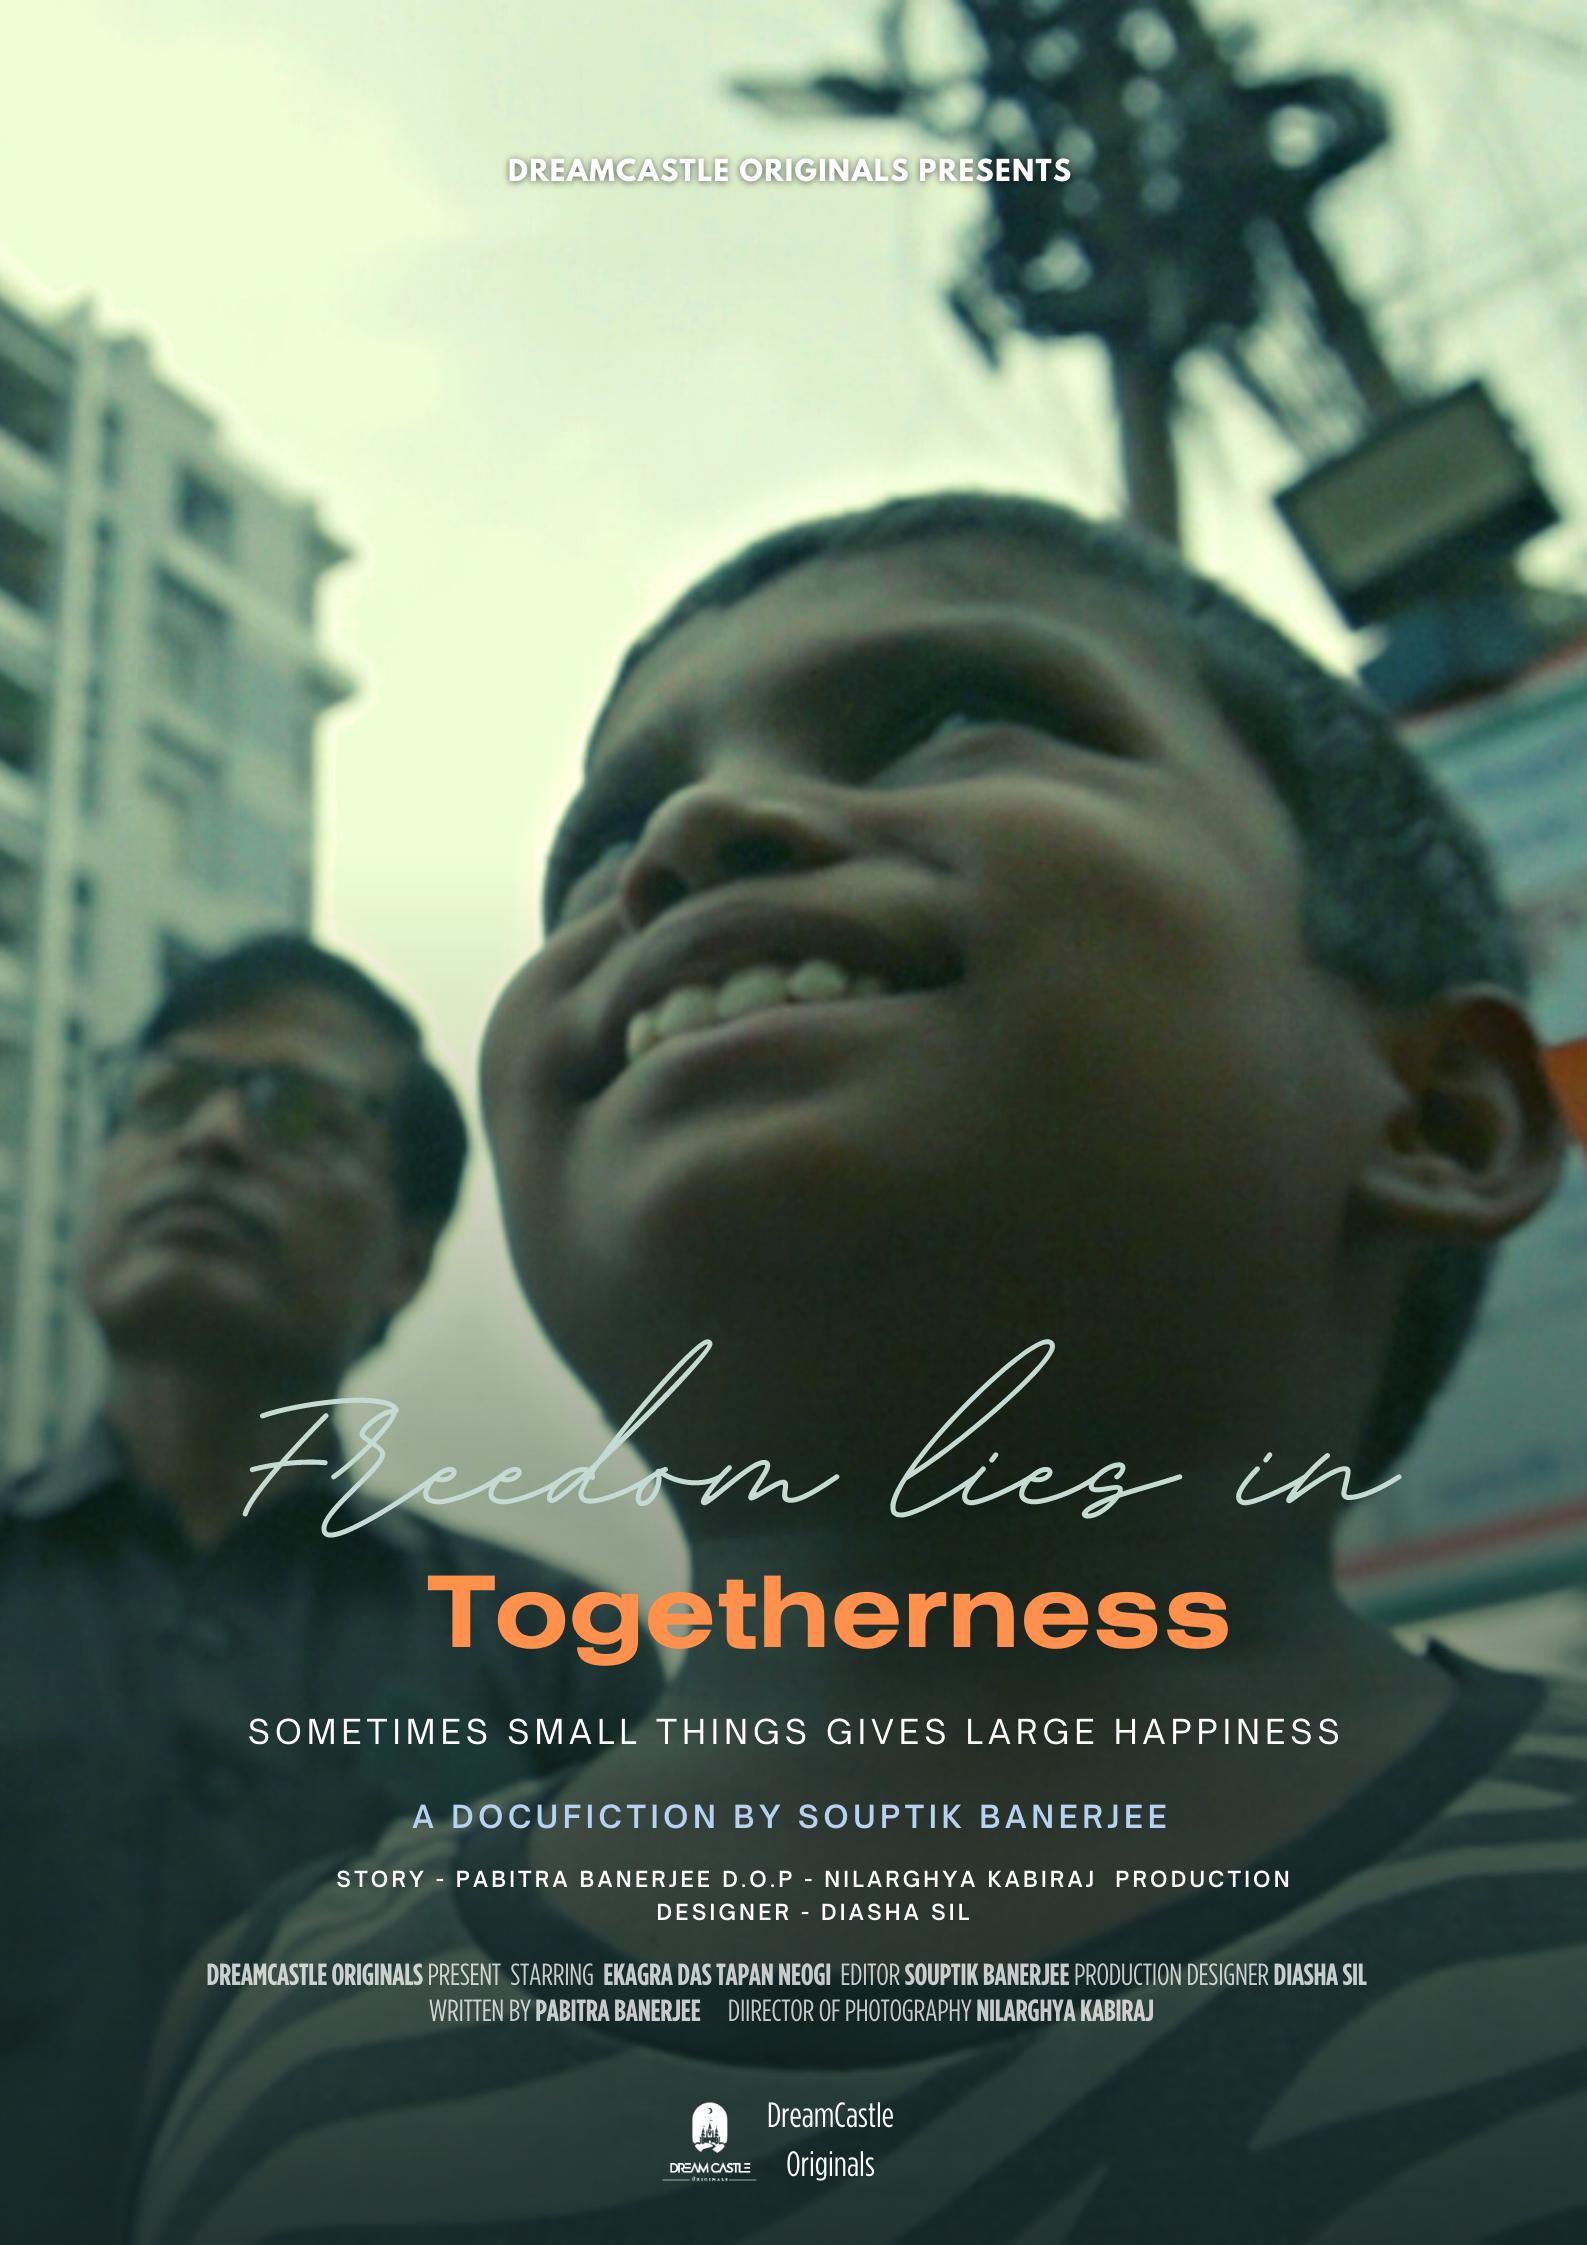 DREAMCASTLE ORIGINALS PRESENTS
Freedom lies in
Togetherness
SOMETIMES SMALL THINGS GIVES LARGE HAPPINESS
A DOCUFICTION BY SOUPTIK BANERJEE
STORY - PABITRA BANERJEE D.O.P - NILARGHYA KABIRAJ PRODUCTION
DESIGNER - DIASHA SIL
DREAMCASTLE ORIGINALS PRESENT STARRING EKAGRA DAS TAPAN NEOGI EDITOR SOUPTIK BANERJEE PRODUCTION DESIGNER DIASHA SIL
WRITTEN BY PABITRA BANERJEE DIIRECTOR OF PHOTOGRAPHY NILARGHYA KABIRAJ
DreamCastle
Originals
DREAM CASTLE
ORIGINALS